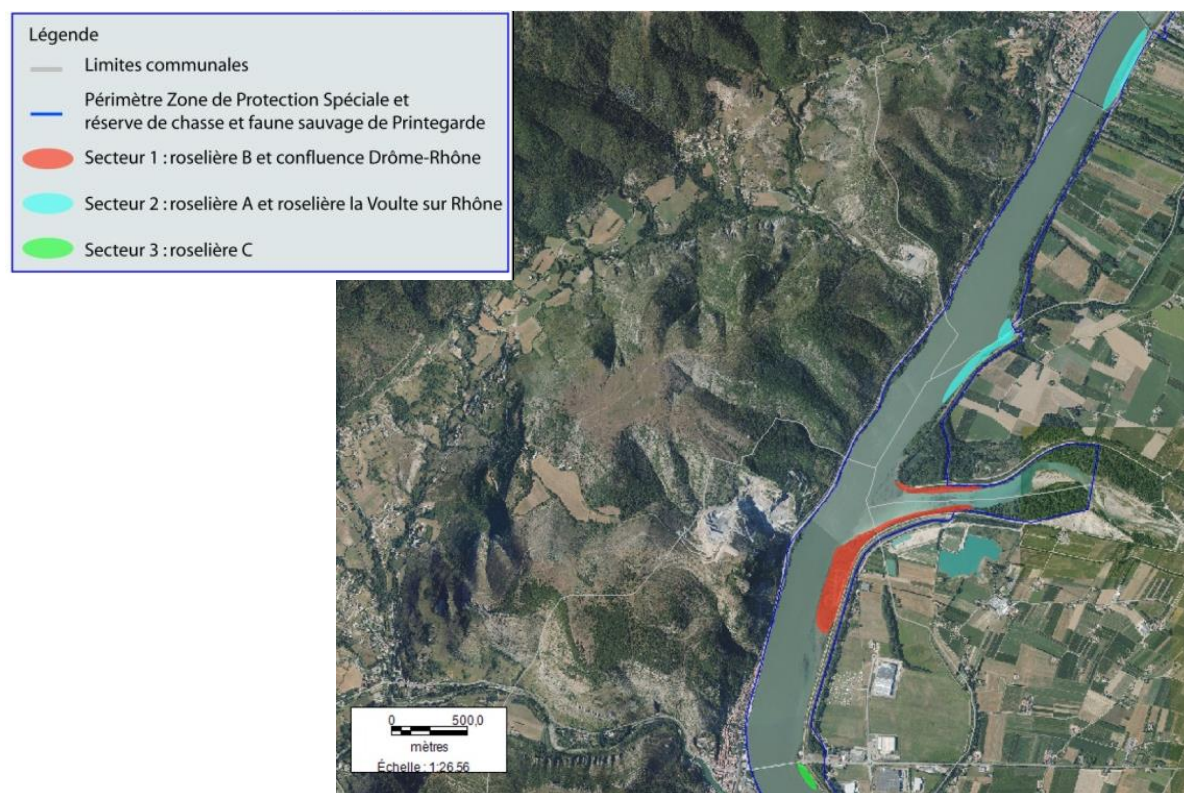 Légende
Limites communales
Périmètre Zone de Protection Spéciale et
réserve de chasse et faune sauvage de Printegarde
Secteur 1 : roselière B et confluence Drôme-Rhône
Secteur 2 : roselière A et roselière la Voulte sur Rhône
Secteur 3 : roselière C
0 500,0
mètres
Échelle : 1:26.56